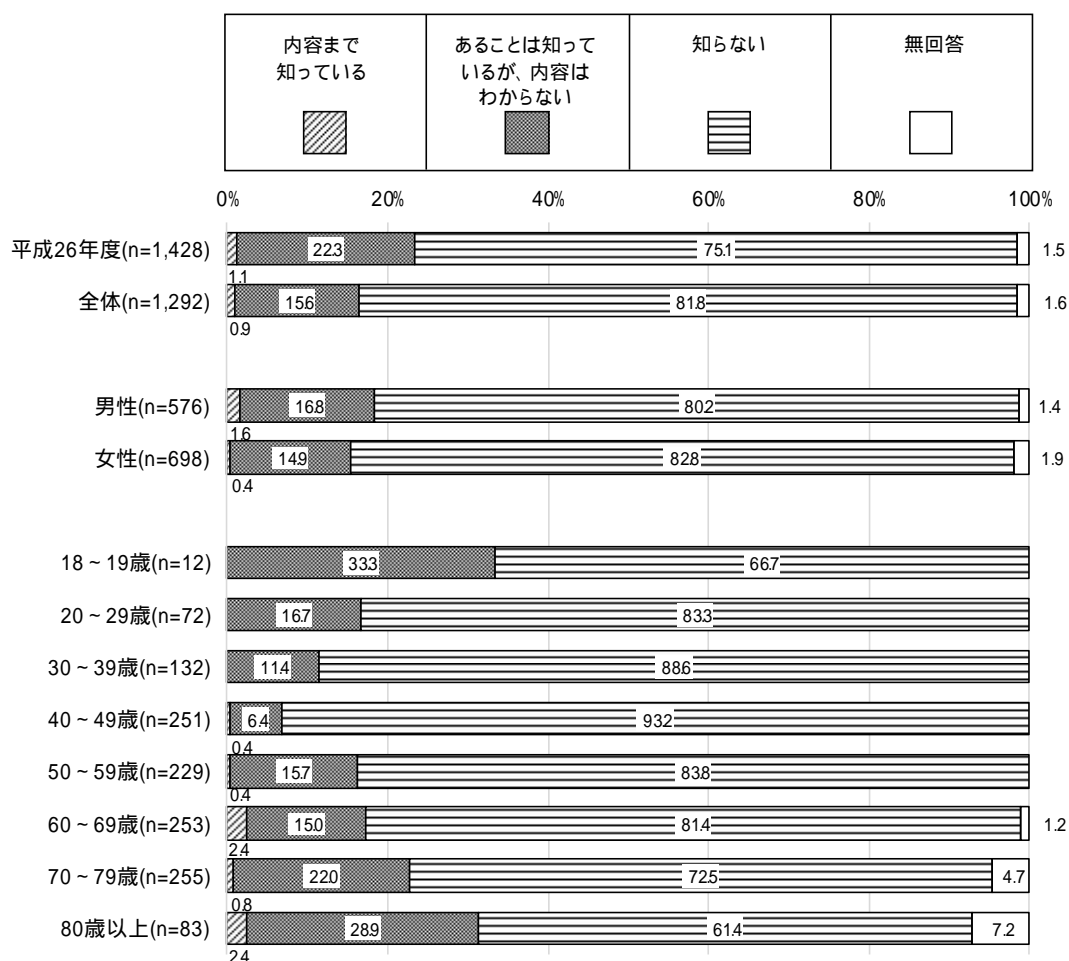 内容まで
知っている
あることは知って
いるが、内容は
わからない
知らない
無回答
0% 20% 40% 60% 80% 100%
平成26年度(n=1,428) 1.1 22.3 75.1 1.5
全体(n=1,292) 0.9 15.6 81.8 1.6
男性(n=576) 1.6 16.8 80.2 1.4
女性(n=698) 0.4 14.9 82.8 1.9
18~19歳(n=12) 33.3 66.7
20~29歳(n=72) 16.7 83.3
30~39歳(n=132) 11.4 88.6
40~49歳(n=251) 0.4 6.4 93.2
50~59歳(n=229) 0.4 15.7 83.8
60~69歳(n=253) 2.4 15.0 81.4 1.2
70~79歳(n=255) 0.8 22.0 72.5 4.7
80歳以上(n=83) 2.4 28.9 61.4 7.2